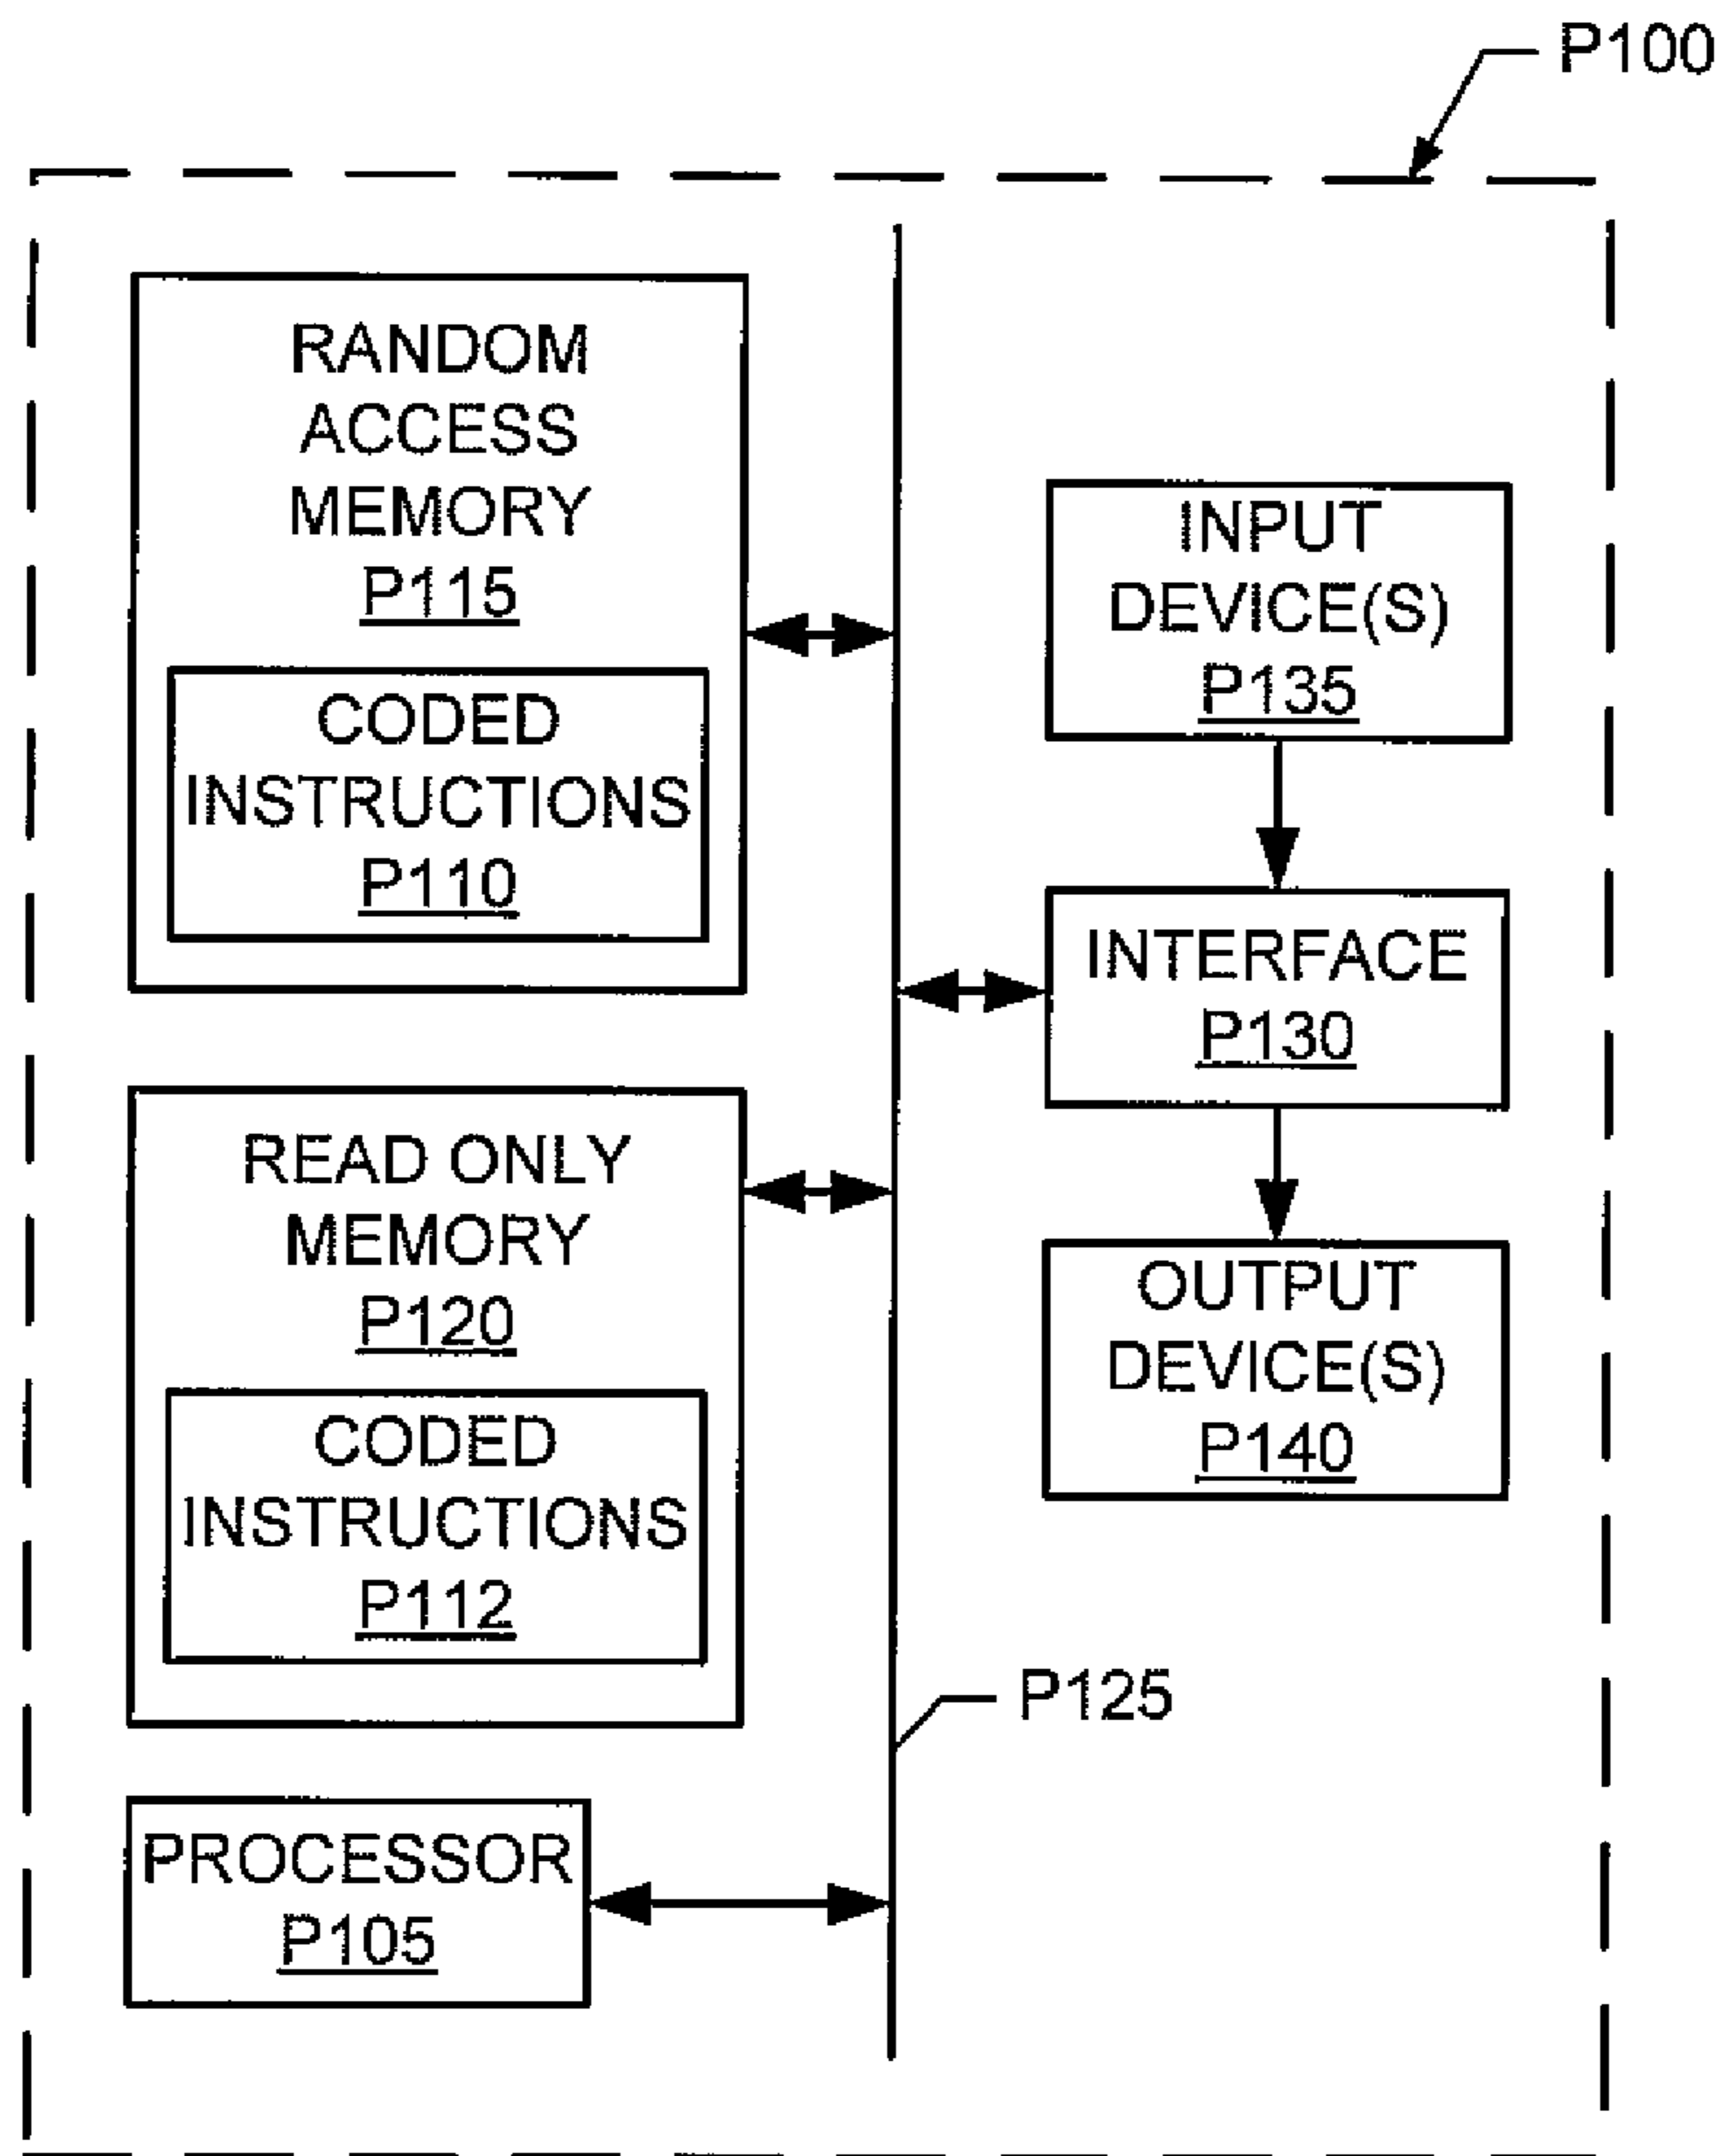 P100
RANDOM
ACCESS
MEMORY
P115
CODED
INSTRUCTIONS
P110
READ ONLY
MEMORY
P120
CODED
INSTRUCTIONS
P112
PROCESSOR
P105
INPUT
DEVICE(S)
P135
INTERFACE
P130
OUTPUT
DEVICE(S)
P140
P125